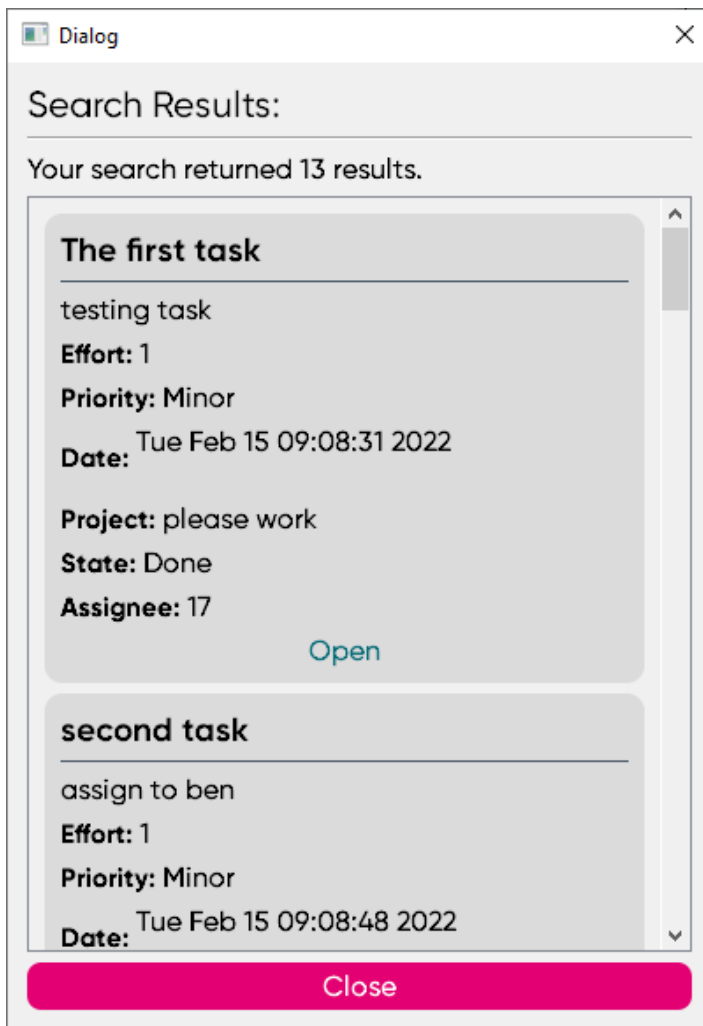 Dialog
Search Results:
Your search returned 13 results.
The first task
testing task
Effort: 1
Priority: Minor
Date: Tue Feb 15 09:08:31 2022
Project: please work
State: Done
Assignee: 17
Open
second task
assign to ben
Effort: 1
Priority: Minor
Date: Tue Feb 15 09:08:48 2022
Close